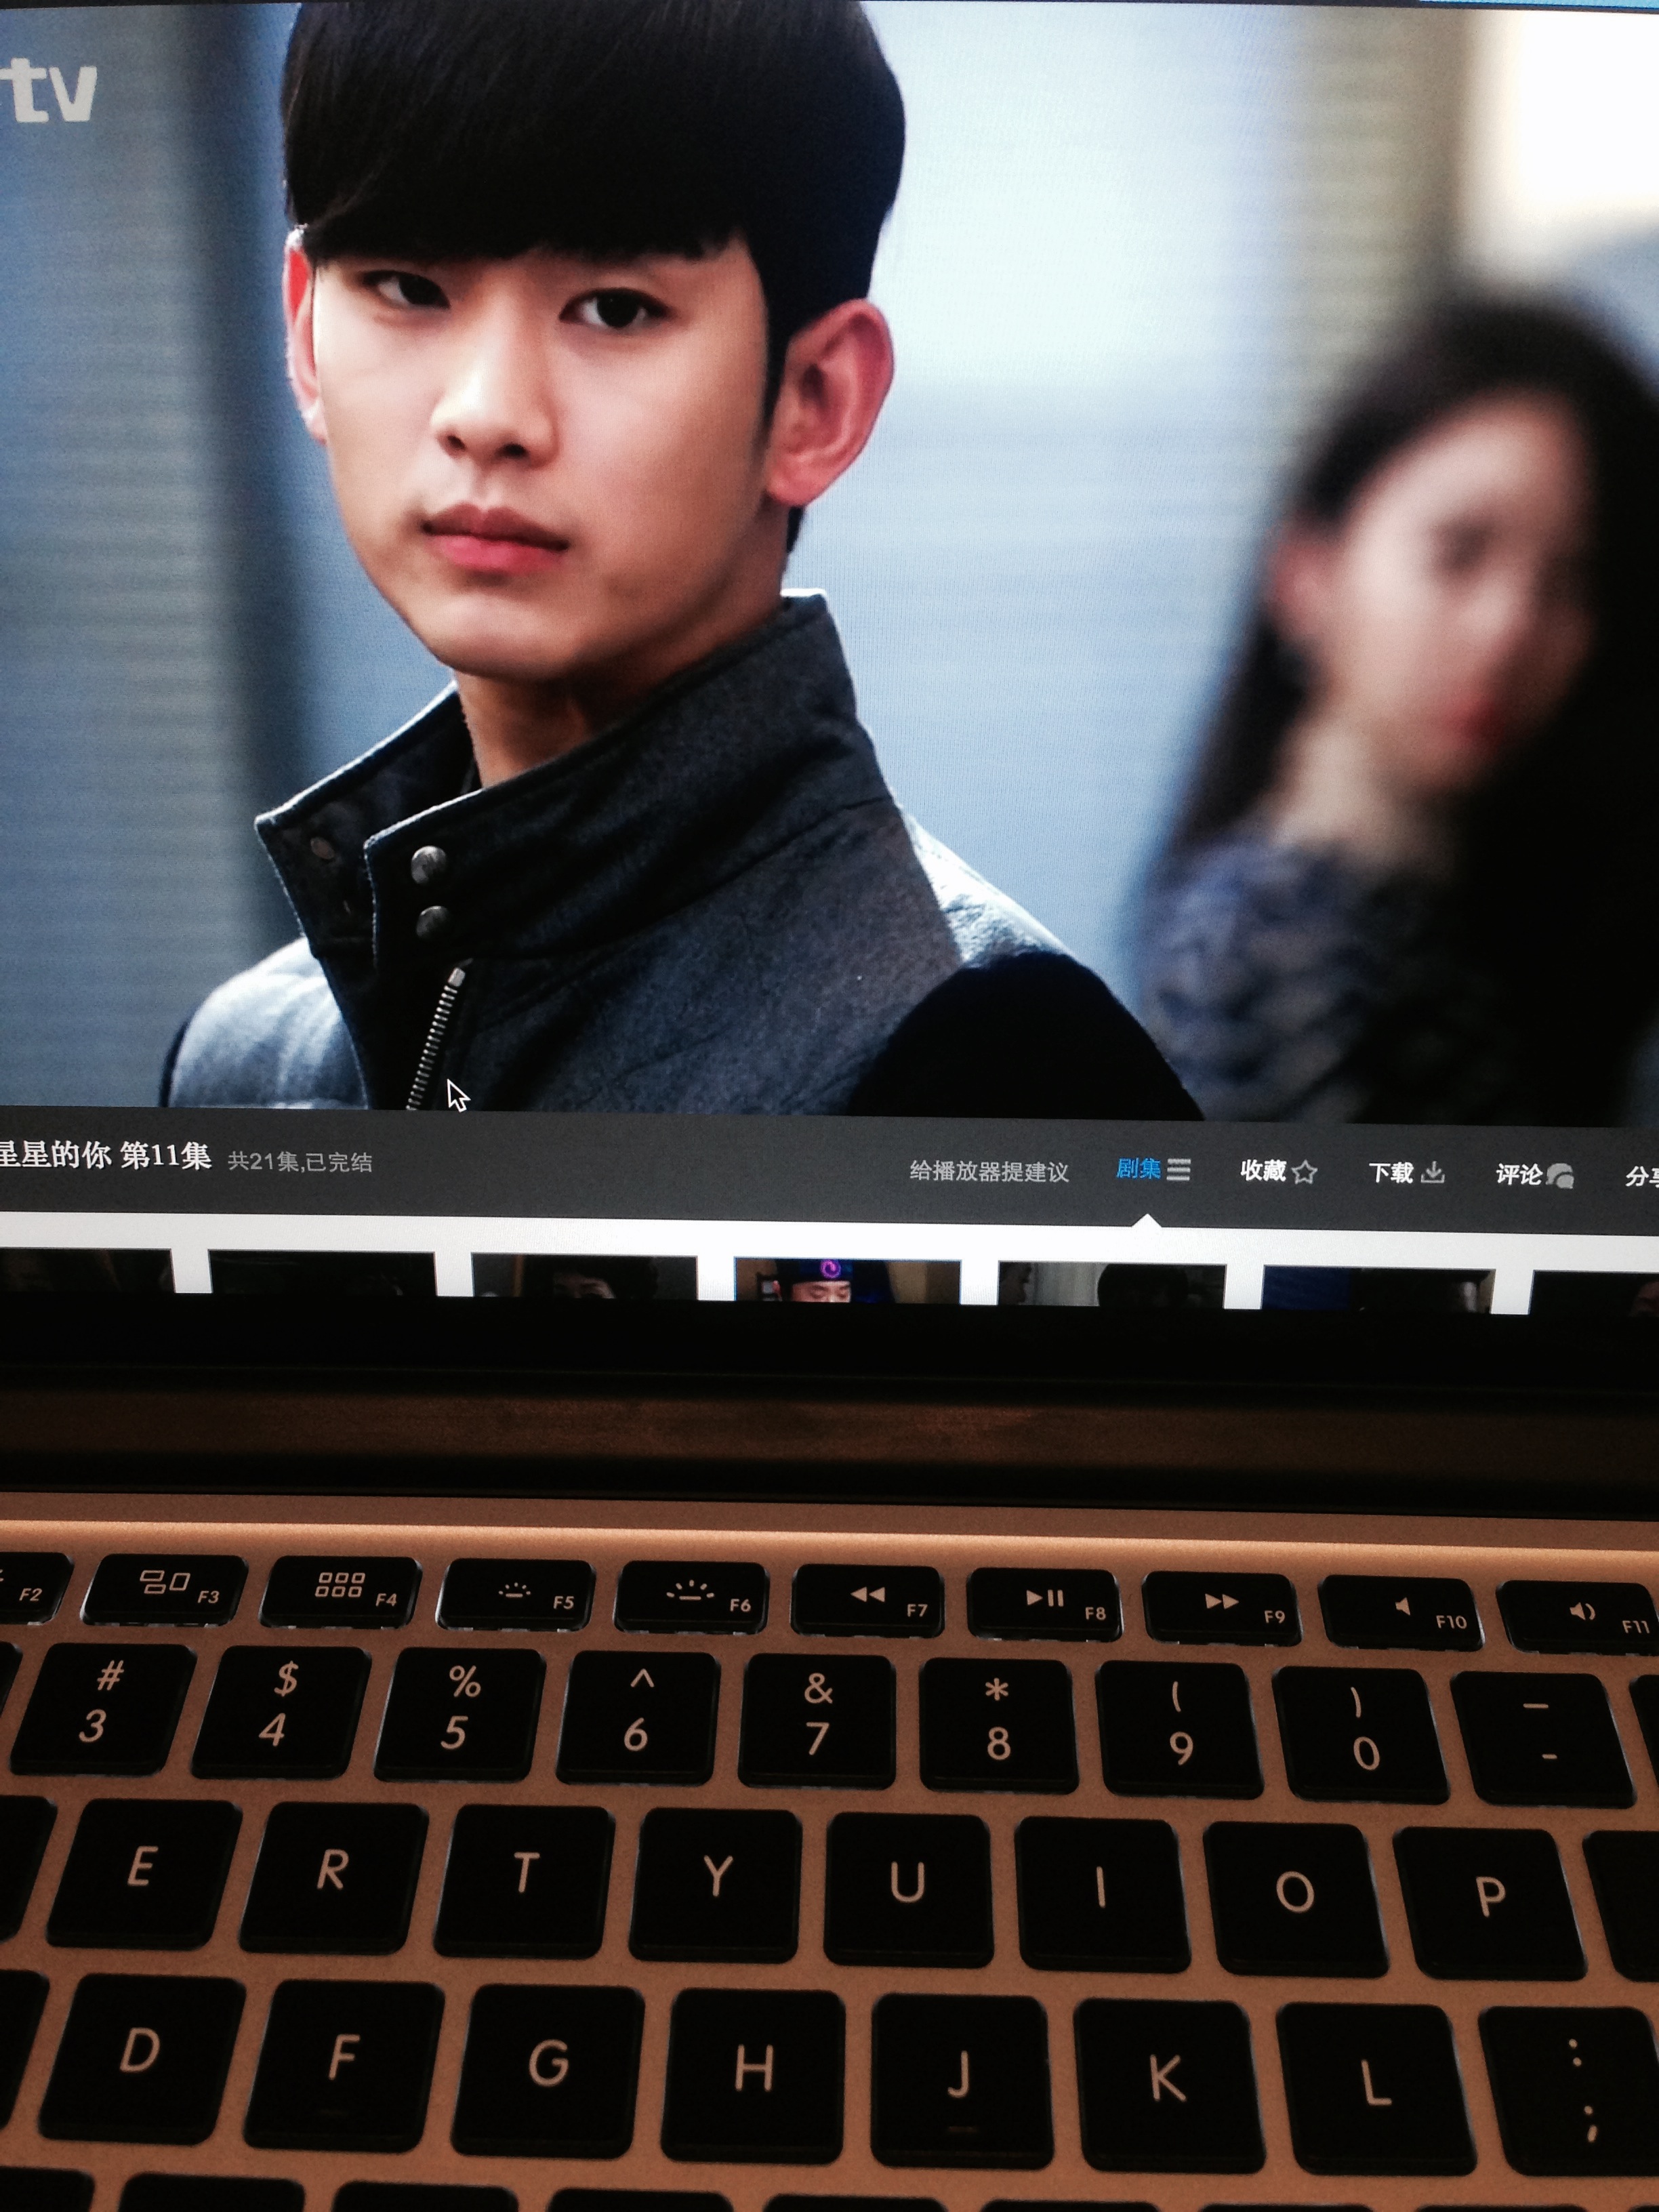 tv
星星的你 第11集 共21集,已完结 给播放器提建议 剧集 收藏 下载 评论 分享
F2 F3 F4 F5 F6 F7 F8 F9 F10 F11
# $ % ^ & * ( ) —
3 4 5 6 7 8 9 0 -
E R T Y U I O P
D F G H J K L : ;